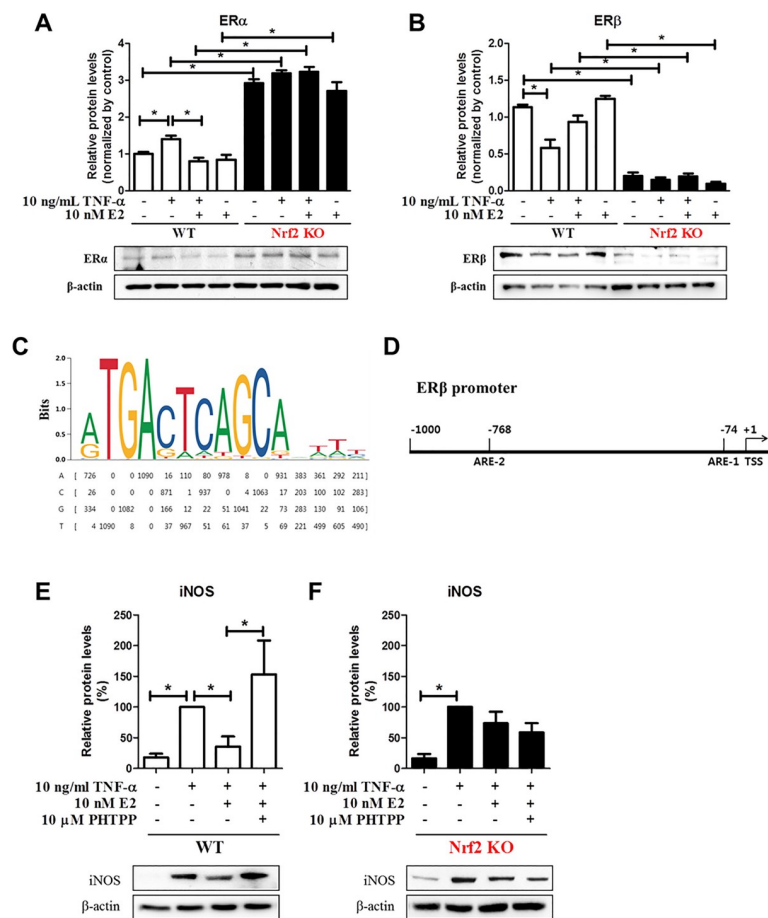 A
ERα
Relative protein levels
(normalized by control)
4
3
2
1
0
* * * *
* *
10 ng/mL TNF-α - + + - - + + -
10 nM E2 - - + + - - + +
WT Nrf2 KO
ERα
β-actin
B
ERβ
Relative protein levels
(normalized by control)
2.0
1.5
1.0
0.5
0.0
* * * *
*
10 ng/mL TNF-α - + + - - + + -
10 nM E2 - - + + - - + +
WT Nrf2 KO
ERβ
β-actin
C
Bits
2.0
1.5
1.0
0.5
0.0
A [ 726 0 0 1090 16 110 80 978 8 0 931 383 361 292 211]
C [ 26 0 0 0 871 1 937 0 4 1063 17 203 100 102 283]
G [ 334 0 1082 0 166 12 22 51 1041 22 73 283 130 91 106]
T [ 4 1090 8 0 37 967 51 61 37 5 69 221 499 605 490]
D
ERβ promoter
-1000 -768 -74 +1
ARE-2 ARE-1 TSS
E
iNOS
Relative protein levels
(%)
250
200
150
100
50
0
* * *
10 ng/ml TNF-α - + + +
10 nM E2 - - + +
10 μM PHTPP - - - +
WT
iNOS
β-actin
F
iNOS
Relative protein levels
(%)
250
200
150
100
50
0
*
10 ng/ml TNF-α - + + +
10 nM E2 - - + +
10 μM PHTPP - - - +
Nrf2 KO
iNOS
β-actin